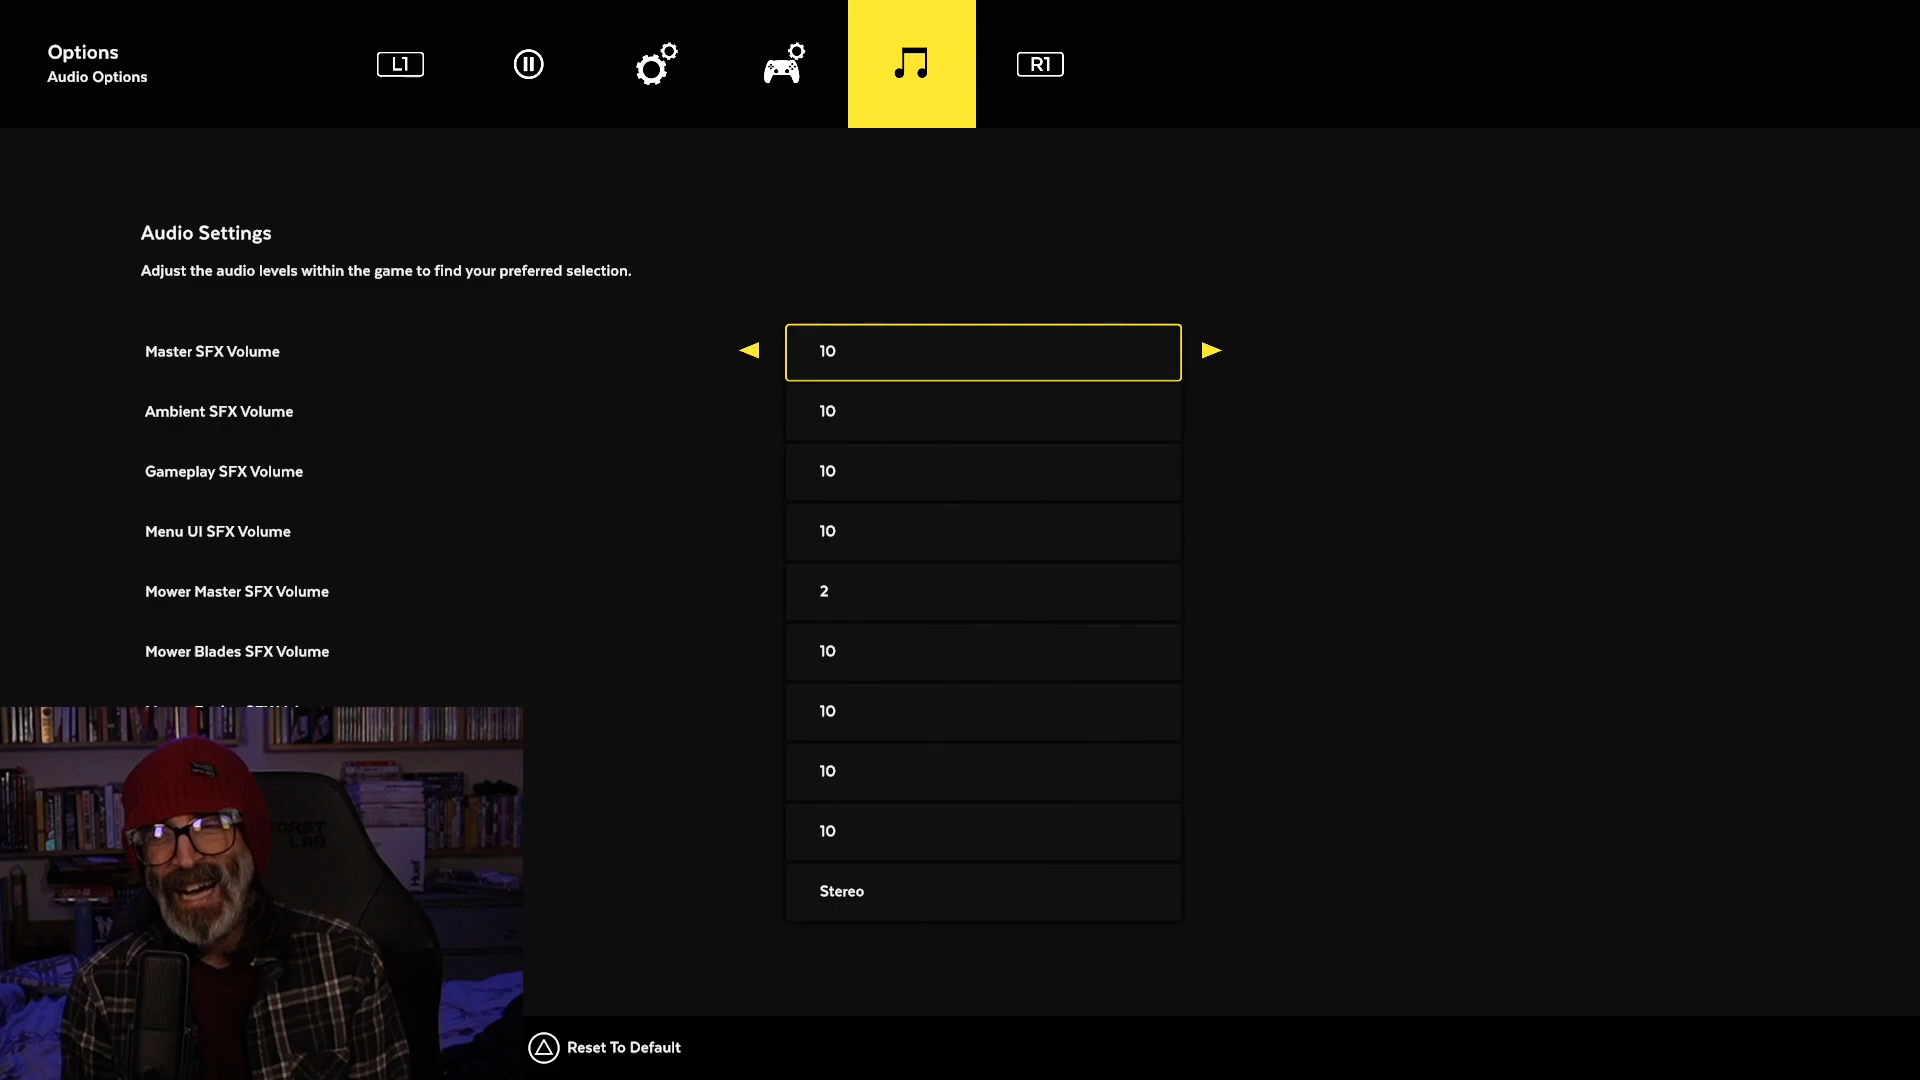 Options
Audio Options
L1
R1
Audio Settings
Adjust the audio levels within the game to find your preferred selection.
Master SFX Volume
10
Ambient SFX Volume
10
Gameplay SFX Volume
10
Menu UI SFX Volume
10
Mower Master SFX Volume
2
Mower Blades SFX Volume
10
10
10
10
Stereo
Huel
Reset To Default